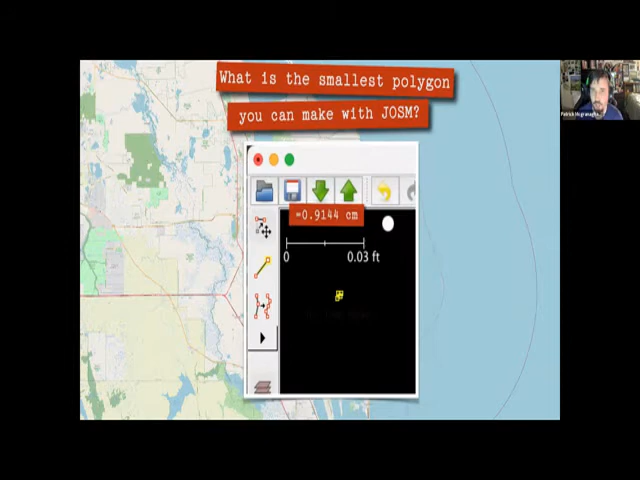 What is the smallest polygon
you can make with JOSM?
=0.9144 cm
0 0.03 ft